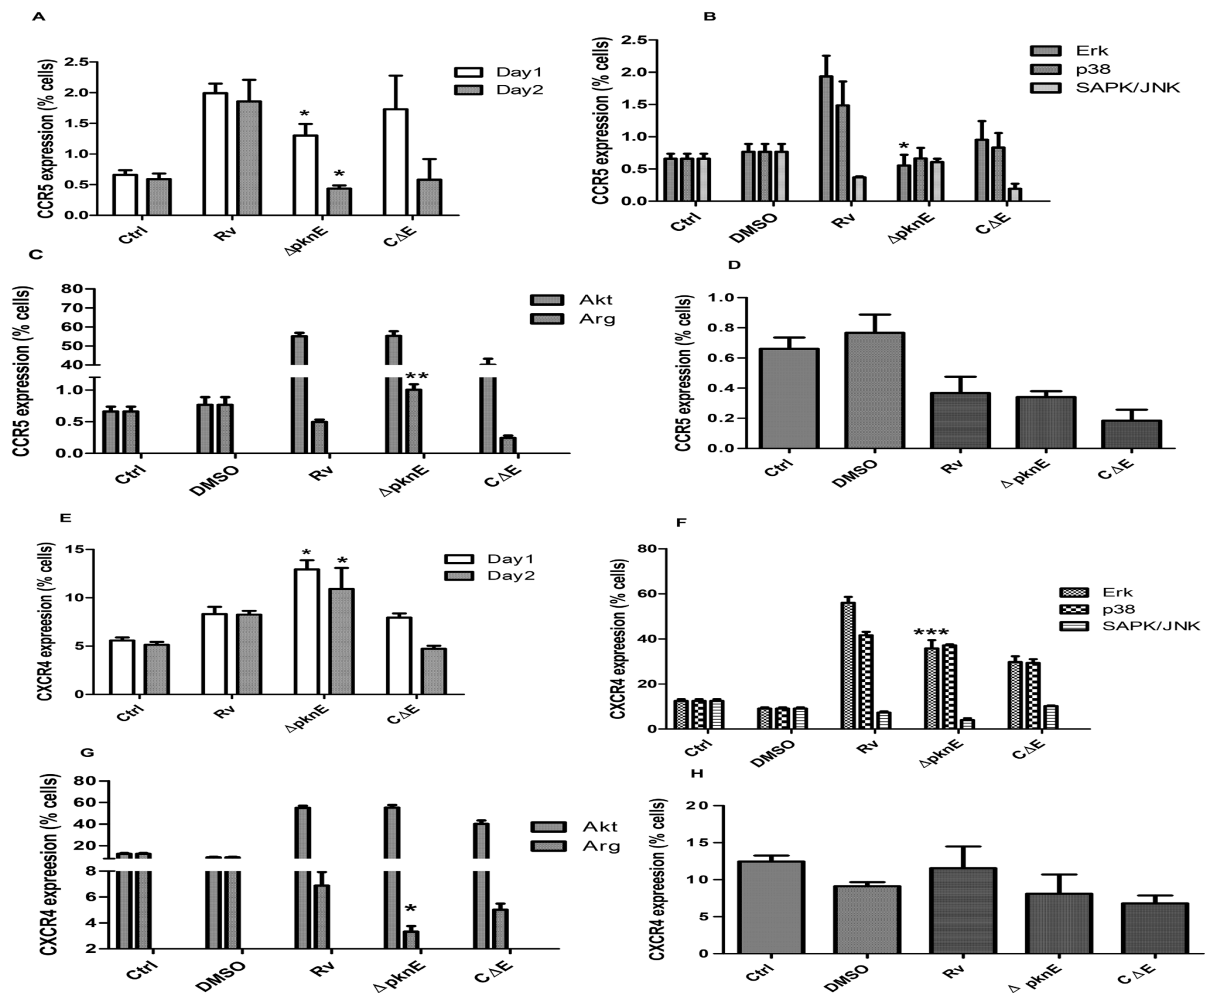 A
CCR5 expression (% cells)
2.5
2.0
1.5
1.0
0.5
0.0
Ctrl
Rv
ΔpknE
CΔE
*
*
Day1
Day2
B
CCR5 expression (% cells)
2.5
2.0
1.5
1.0
0.5
0.0
Ctrl
DMSO
Rv
ΔpknE
CΔE
*
Erk
p38
SAPK/JNK
C
CCR5 expression (% cells)
80
70
60
50
40
1.0
0.5
0.0
Ctrl
DMSO
Rv
ΔpknE
CΔE
**
Akt
Arg
D
CCR5 expression (% cells)
1.0
0.8
0.6
0.4
0.2
0.0
Ctrl
DMSO
Rv
Δ pknE
CΔE
E
CXCR4 expreesion (% cells)
15
10
5
0
Ctrl
Rv
ΔpknE
CΔE
*
*
Day1
Day2
F
CXCR4 expreesion (% cells)
80
60
40
20
0
Ctrl
DMSO
Rv
ΔpknE
CΔE
***
Erk
p38
SAPK/JNK
G
CXCR4 expreesion (% cells)
80
60
40
20
8
6
4
2
Ctrl
DMSO
Rv
Δ pknE
CΔE
*
Akt
Arg
H
CXCR4 expreesion (% cells)
20
15
10
5
0
Ctrl
DMSO
Rv
Δ pknE
CΔE